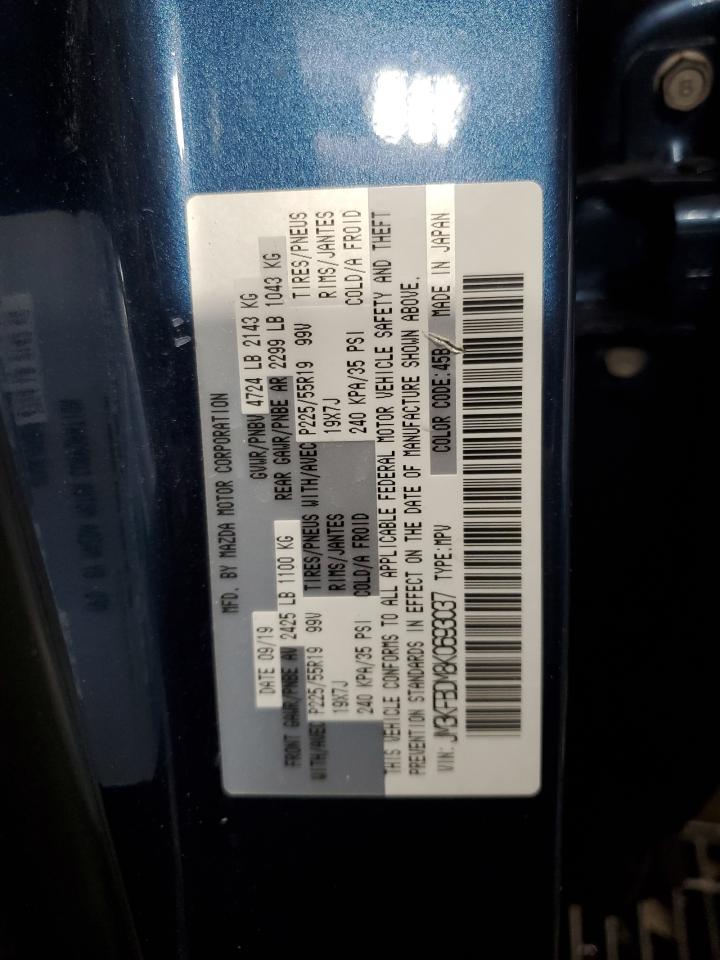 MFD. BY MAZDA MOTOR CORPORATION
DATE 09/19 GVWR/PNBV 4724 LB 2143 KG
FRONT GAWR/PNBE AV 2425 LB 1100 KG REAR GAWR/PNBE AR 2299 LB 1043 KG
WITH/AVEC P225/55R19 99V TIRES/PNEUS WITH/AVEC P225/55R19 99V TIRES/PNEUS
19X7J RIMS/JANTES 19X7J RIMS/JANTES
240 KPA/35 PSI COLD/A FROID 240 KPA/35 PSI COLD/A FROID
THIS VEHICLE CONFORMS TO ALL APPLICABLE FEDERAL MOTOR VEHICLE SAFETY AND THEFT
PREVENTION STANDARDS IN EFFECT ON THE DATE OF MANUFACTURE SHOWN ABOVE.
VIN: JM3KFBDM8K0693037 TYPE:MPV COLOR CODE:45B MADE IN JAPAN